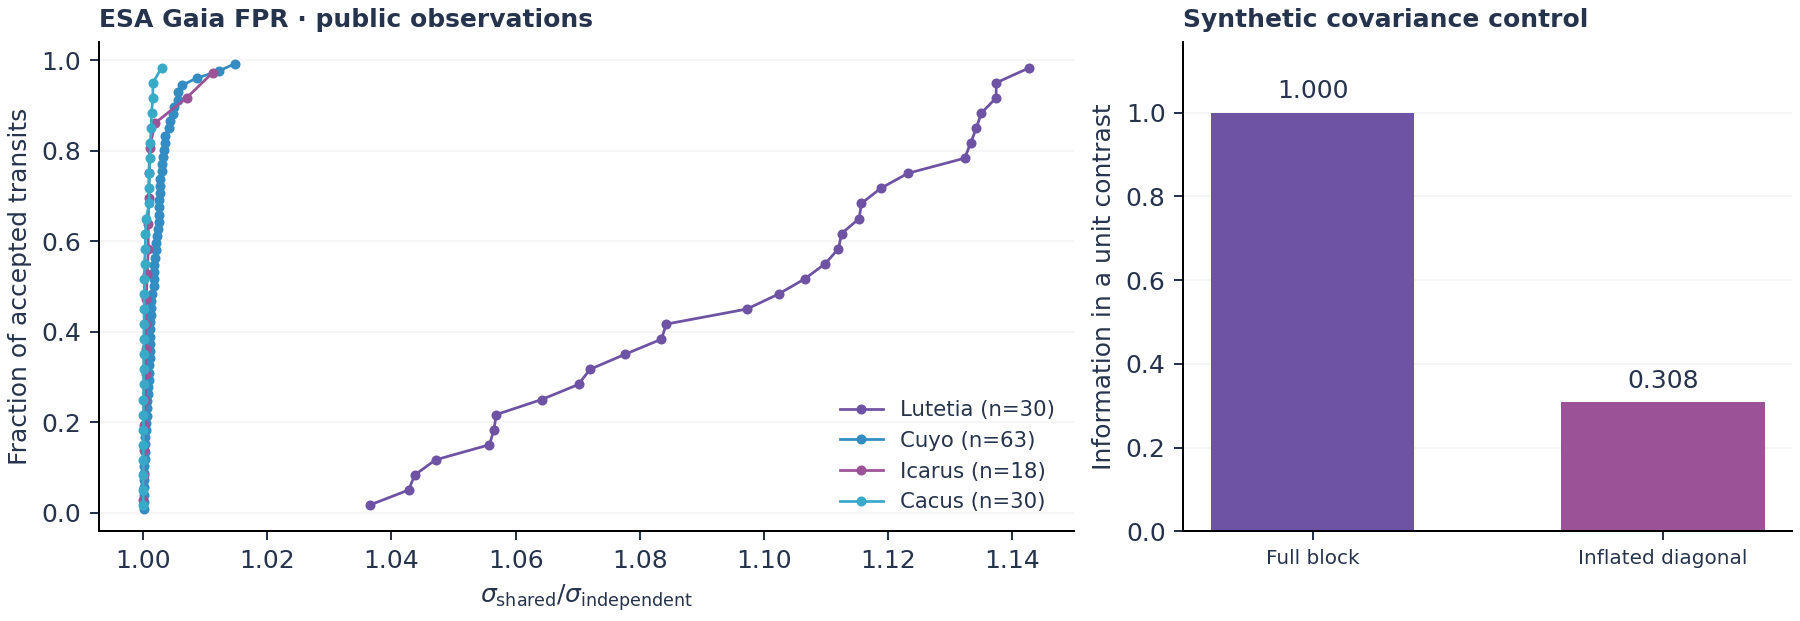 ESA Gaia FPR · public observations
Fraction of accepted transits
1.0
0.8
0.6
0.4
0.2
0.0
1.00 1.02 1.04 1.06 1.08 1.10 1.12 1.14
σshared/σindependent
Lutetia (n=30)
Cuyo (n=63)
Icarus (n=18)
Cacus (n=30)
Synthetic covariance control
Information in a unit contrast
1.0
0.8
0.6
0.4
0.2
0.0
1.000
0.308
Full block
Inflated diagonal